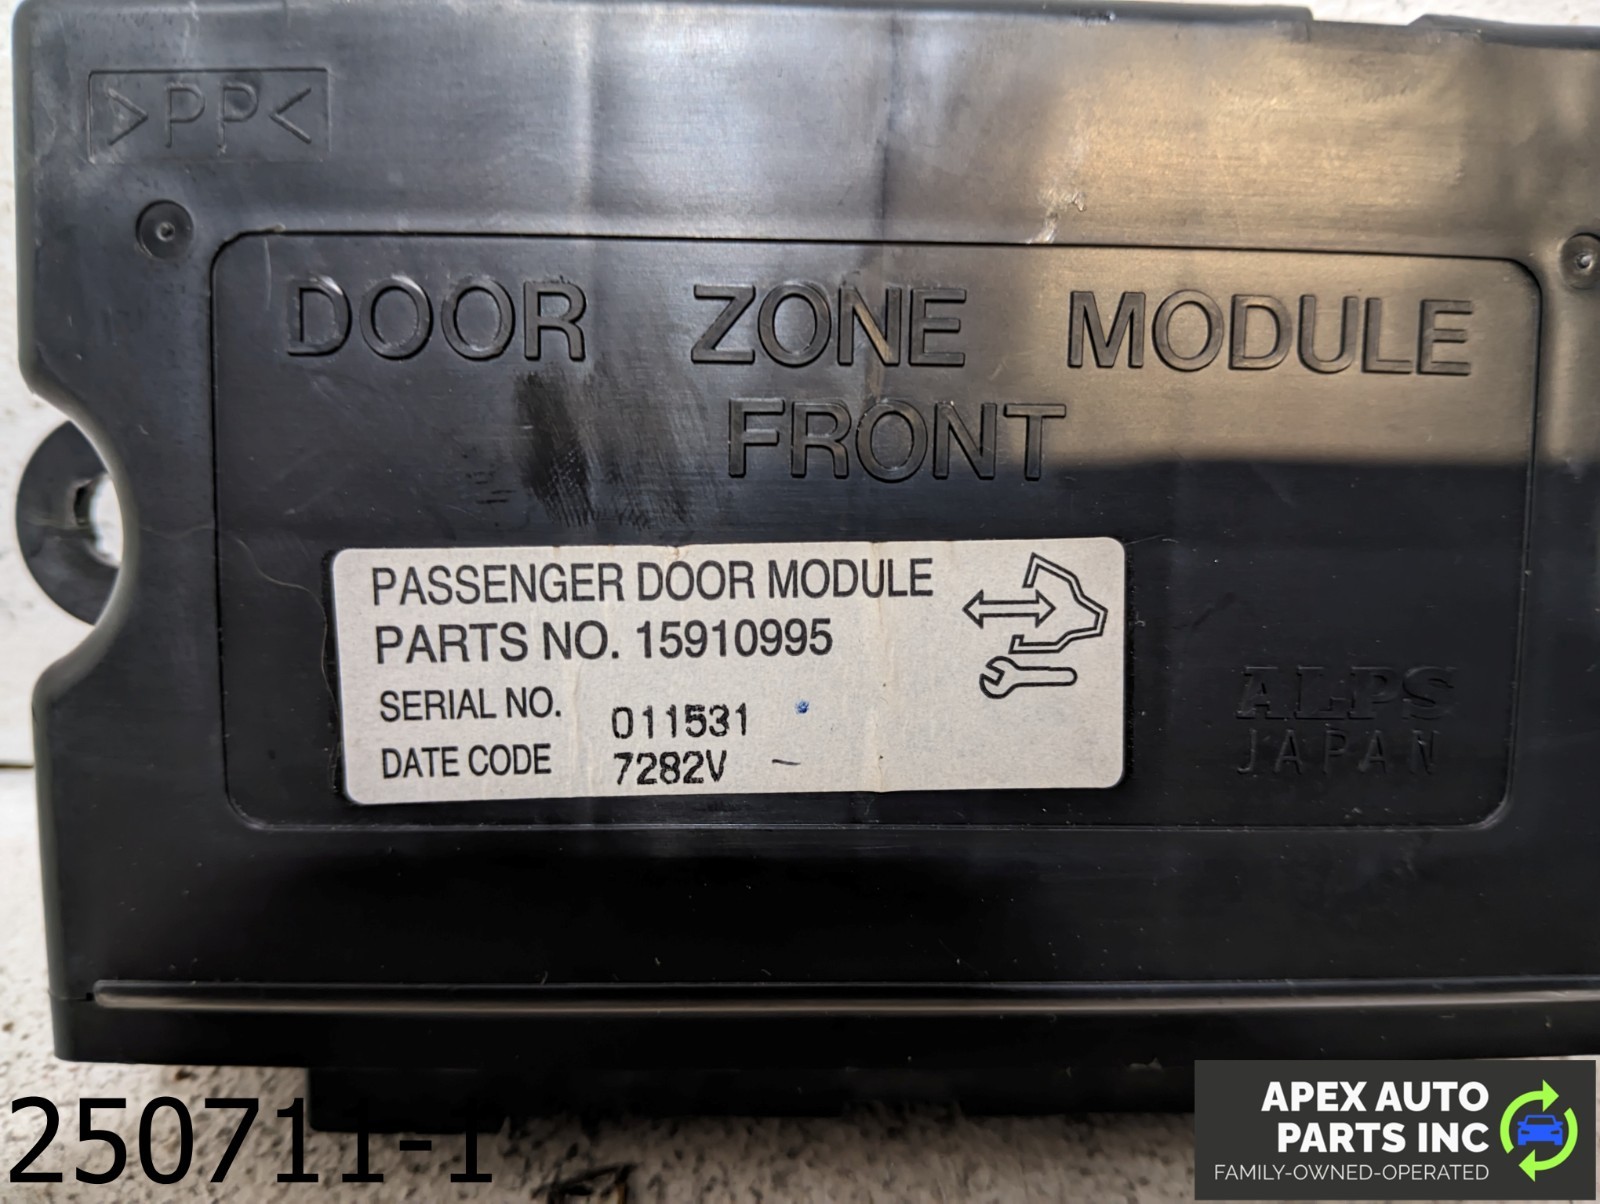 >PP<
DOOR ZONE MODULE
FRONT
PASSENGER DOOR MODULE
PARTS NO. 15910995
SERIAL NO. 011531
DATE CODE 7282V
ALPS
JAPAN
250711-1
APEX AUTO
PARTS INC
FAMILY-OWNED-OPERATED